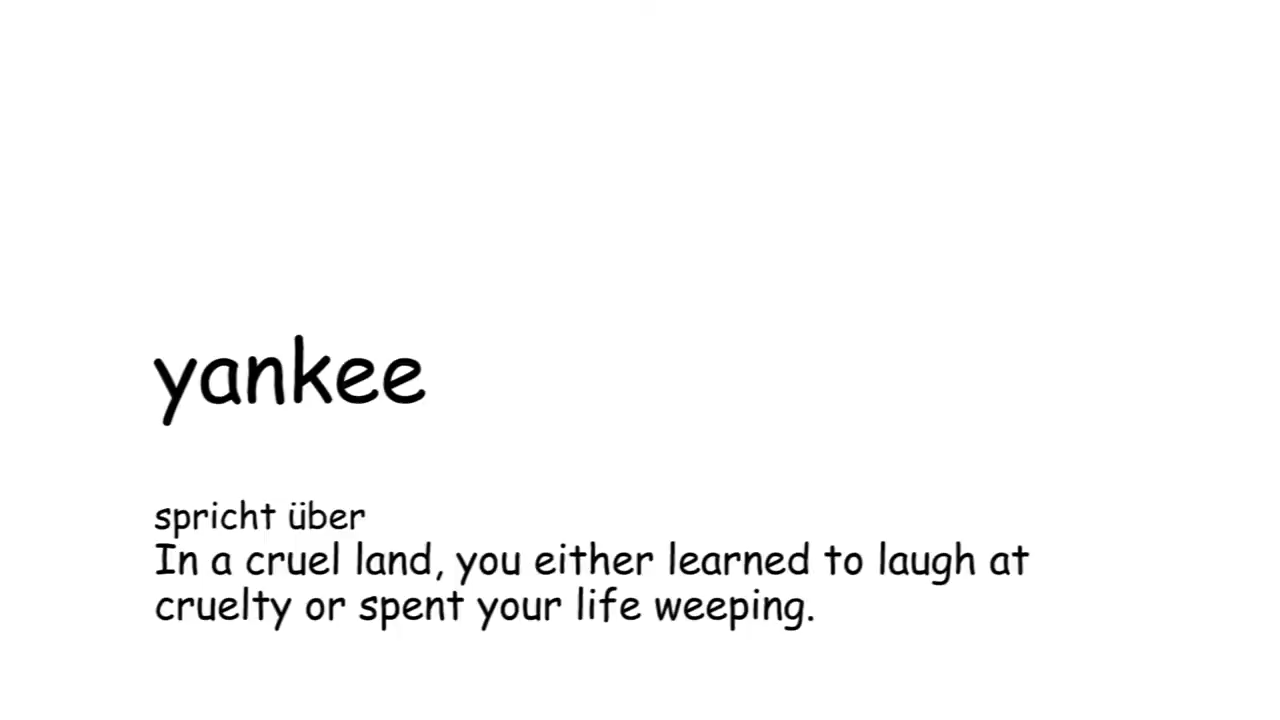 yankee
spricht über
In a cruel land, you either learned to laugh at
cruelty or spent your life weeping.